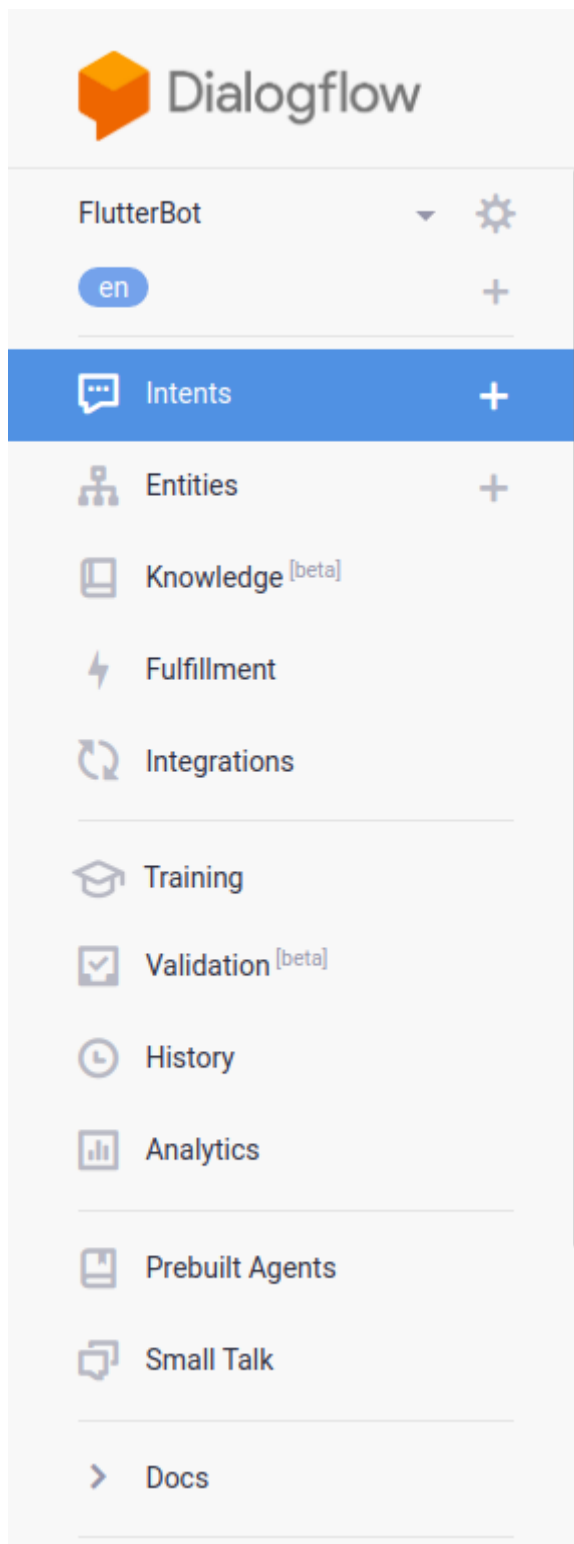 Dialogflow
FlutterBot
en
Intents
Entities
Knowledge [beta]
Fulfillment
Integrations
Training
Validation [beta]
History
Analytics
Prebuilt Agents
Small Talk
Docs